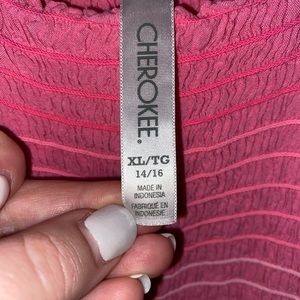 CHEROKEE.
XL/TG
14/16
MADE IN
INDONESIA
FABRIQUÉ EN
INDONÉSIE